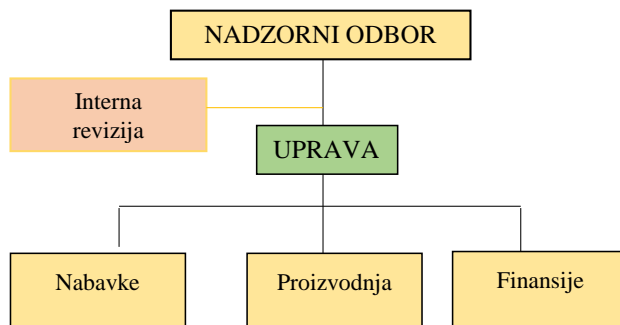 NADZORNI ODBOR
Interna
revizija
UPRAVA
Nabavke
Proizvodnja
Finansije